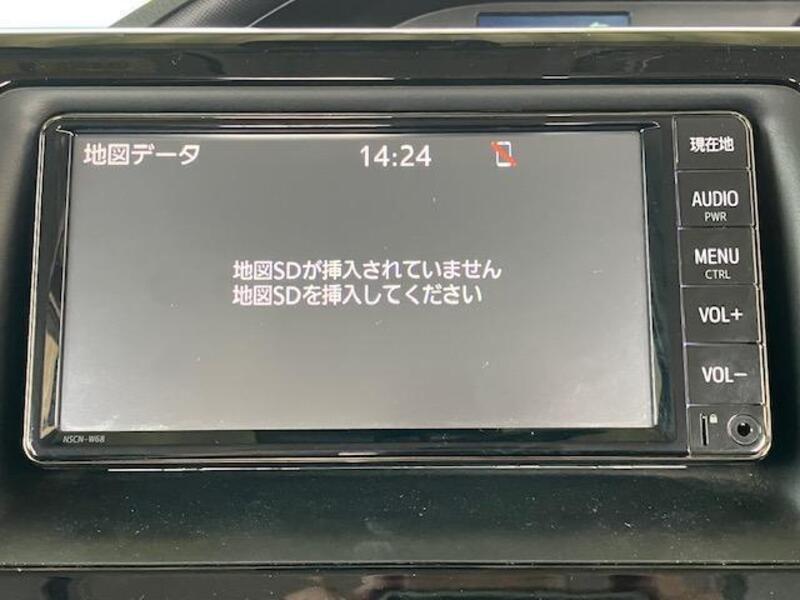 地図データ 14:24
地図SDが挿入されていません
地図SDを挿入してください
現在地
AUDIO
PWR
MENU
CTRL
VOL+
VOL−
NSCN-W68